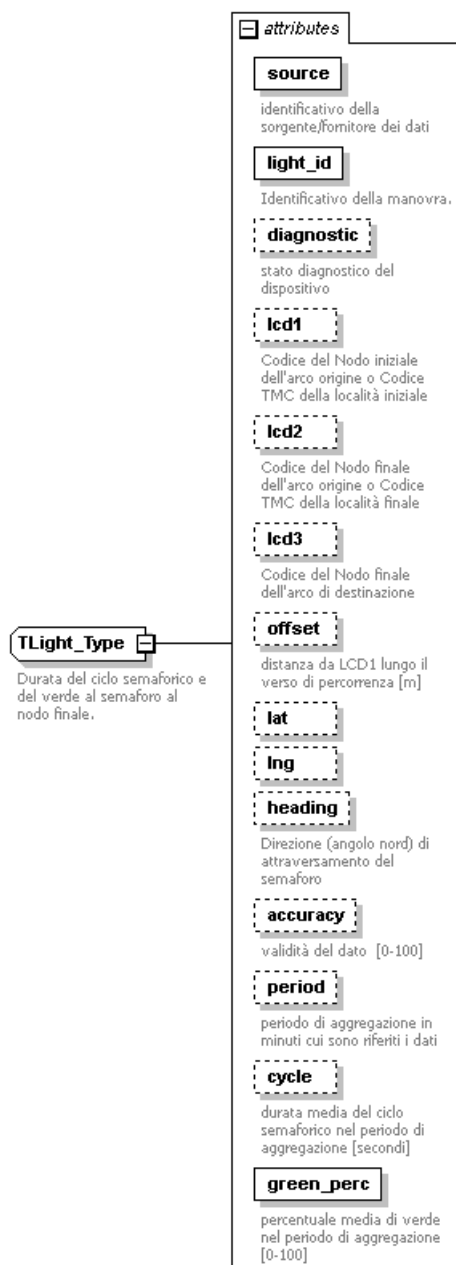 attributes
source
identificativo della
sorgente/fornitore dei dati
light_id
Identificativo della manovra.
diagnostic
stato diagnostico del
dispositivo
lcd1
Codice del Nodo iniziale
dell'arco origine o Codice
TMC della località iniziale
lcd2
Codice del Nodo finale
dell'arco origine o Codice
TMC della località finale
lcd3
Codice del Nodo finale
dell'arco di destinazione
TLight_Type
Durata del ciclo semaforico e
del verde al semaforo al
nodo finale.
offset
distanza da LCD1 lungo il
verso di percorrenza [m]
lat
lng
heading
Direzione (angolo nord) di
attraversamento del
semaforo
accuracy
validità del dato [0-100]
period
periodo di aggregazione in
minuti cui sono riferiti i dati
cycle
durata media del ciclo
semaforico nel periodo di
aggregazione [secondi]
green_perc
percentuale media di verde
nel periodo di aggregazione
[0-100]